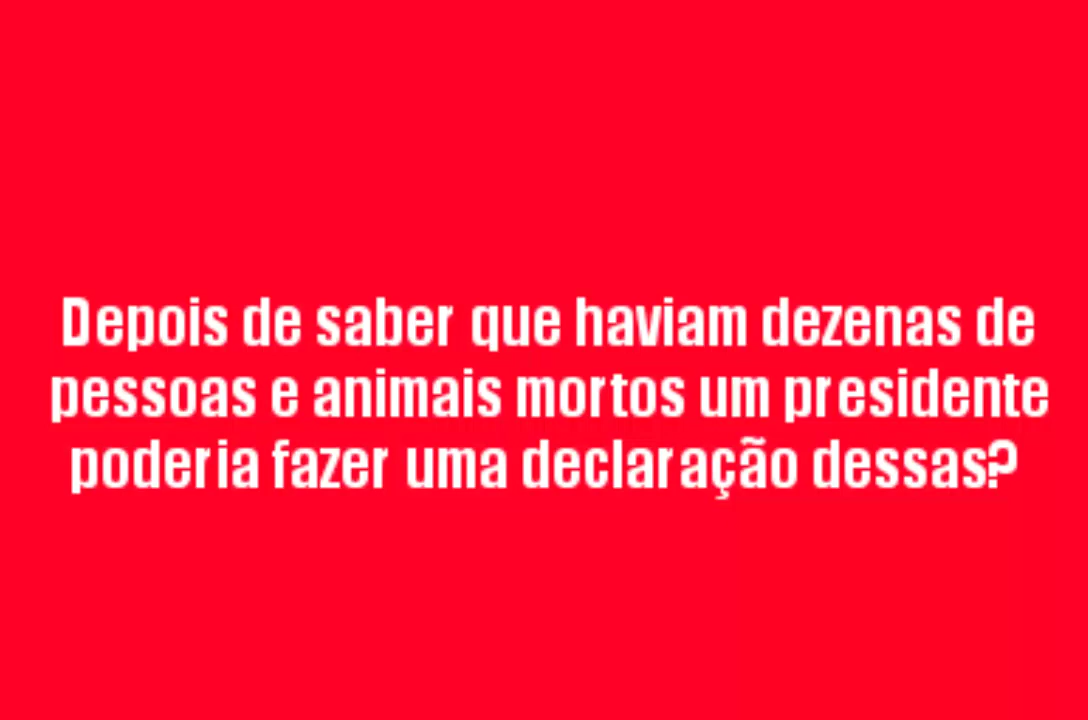 Depois de saber que haviam dezenas de
pessoas e animais mortos um presidente
poderia fazer uma declaração dessas?